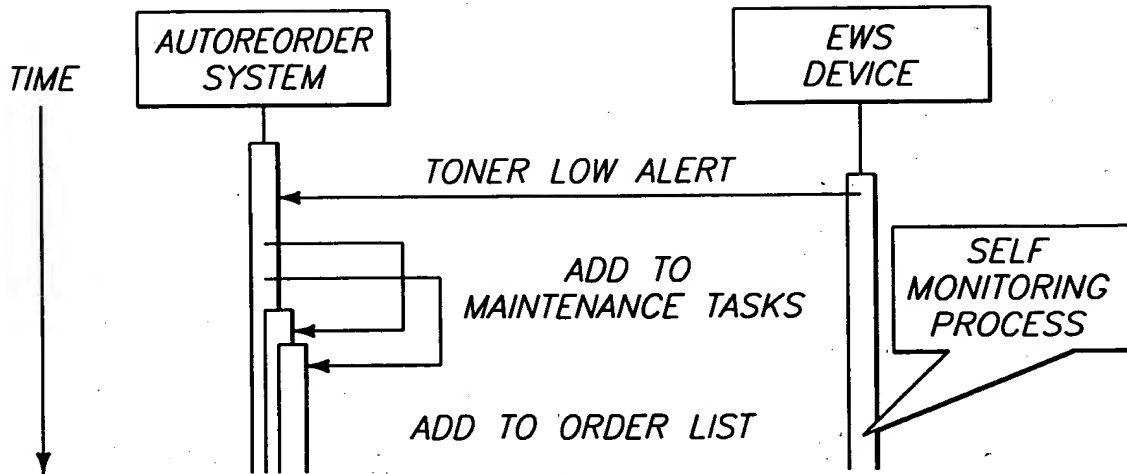 AUTOREORDER
SYSTEM
EWS
DEVICE
TIME
TONER LOW ALERT
ADD TO
MAINTENANCE TASKS
SELF
MONITORING
PROCESS
ADD TO ORDER LIST